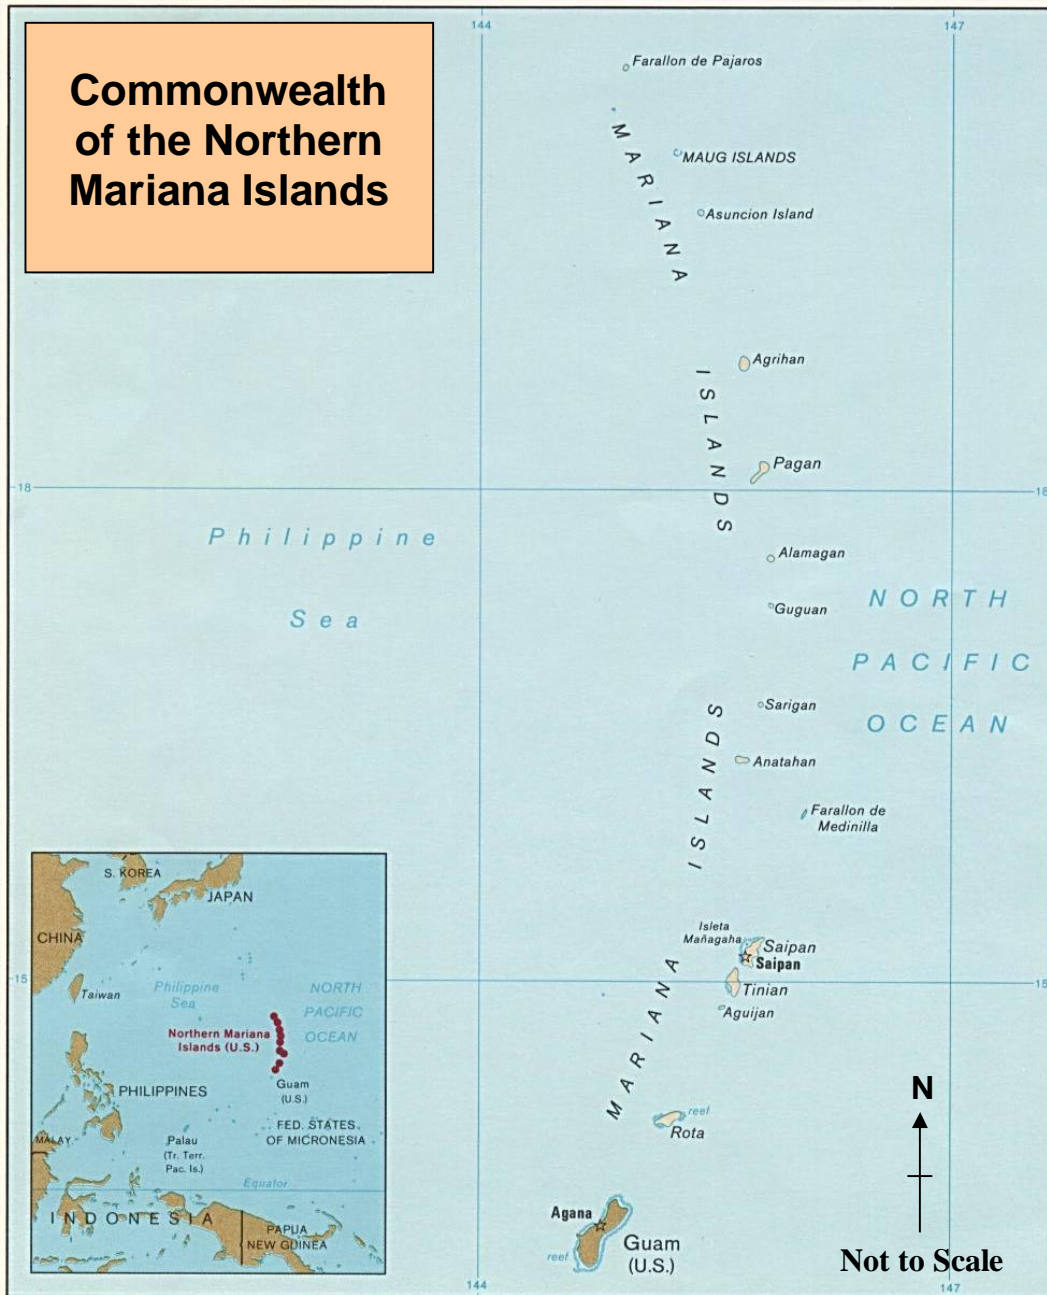 144
147
Commonwealth
of the Northern
Mariana Islands
Farallon de Pajaros
MARIANA
MAUG ISLANDS
Asuncion Island
ISLANDS
Agrihan
Pagan
18
18
Philippine
Sea
Alamagan
Guguan
NORTH
PACIFIC
OCEAN
Sarigan
ISLANDS
Anatahan
Farallon de
Medinilla
Isleta
Mañagaha
Saipan
Saipan
MARIANA
15
15
Tinian
Aguijan
reef
Rota
Agana
reef
Guam
(U.S.)
N
Not to Scale
144
147
S. KOREA
JAPAN
CHINA
Taiwan
Philippine
Sea
NORTH
PACIFIC
OCEAN
Northern Mariana
Islands (U.S.)
Guam
(U.S.)
PHILIPPINES
FED. STATES
OF MICRONESIA
MALAY.
Palau
(Tr. Terr.
Pac. Is.)
Equator
INDONESIA
PAPUA
NEW GUINEA